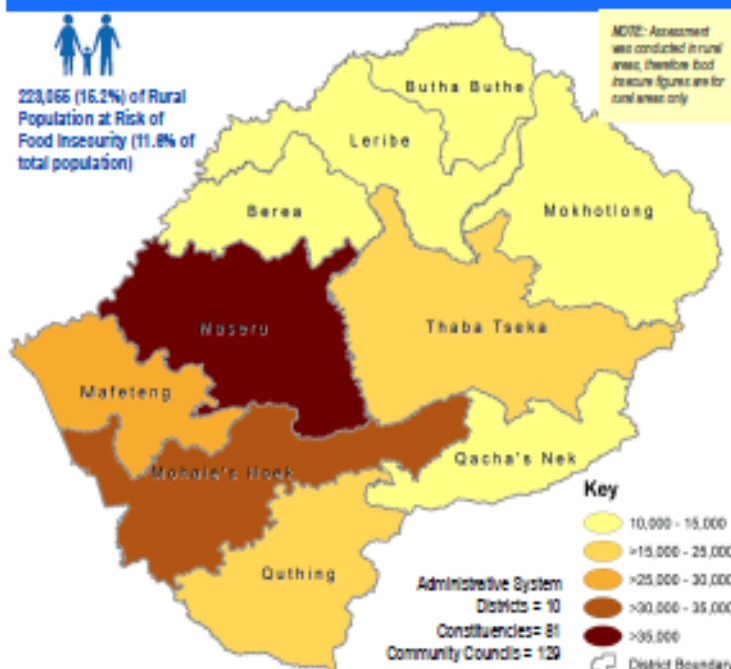 NOTE: Assessment
was conducted in rural
areas, therefore food
insecure figures are for
rural areas only
223,066 (16.2%) of Rural
Population at Risk of
Food Insecurity (11.6% of
total population)
Butha Buthe
Leribe
Berea
Mokhotlong
Maseru
Thaba Tseka
Mafeteng
Mohale's Hoek
Qacha's Nek
Quthing
Key
10,000 - 15,000
>15,000 - 25,000
>25,000 - 30,000
>30,000 - 35,000
>35,000
District Boundary
Administrative System
Districts = 10
Constituencies= 81
Community Councils = 129